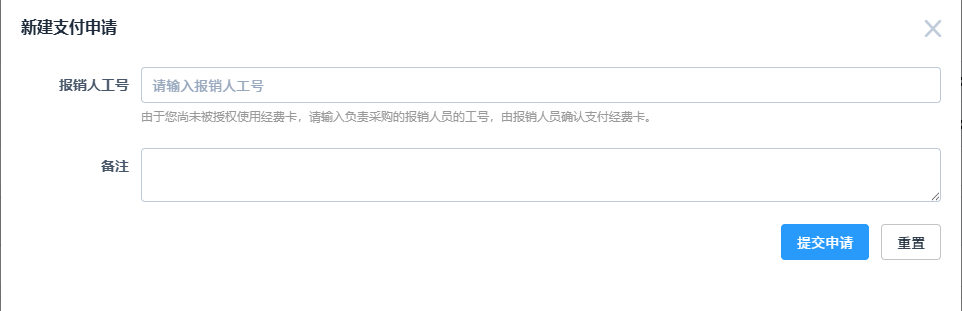 新建支付申请
报销人工号 请输入报销人工号
由于您尚未被授权使用经费卡，请输入负责采购的报销人员的工号，由报销人员确认支付经费卡。
备注
提交申请 重置